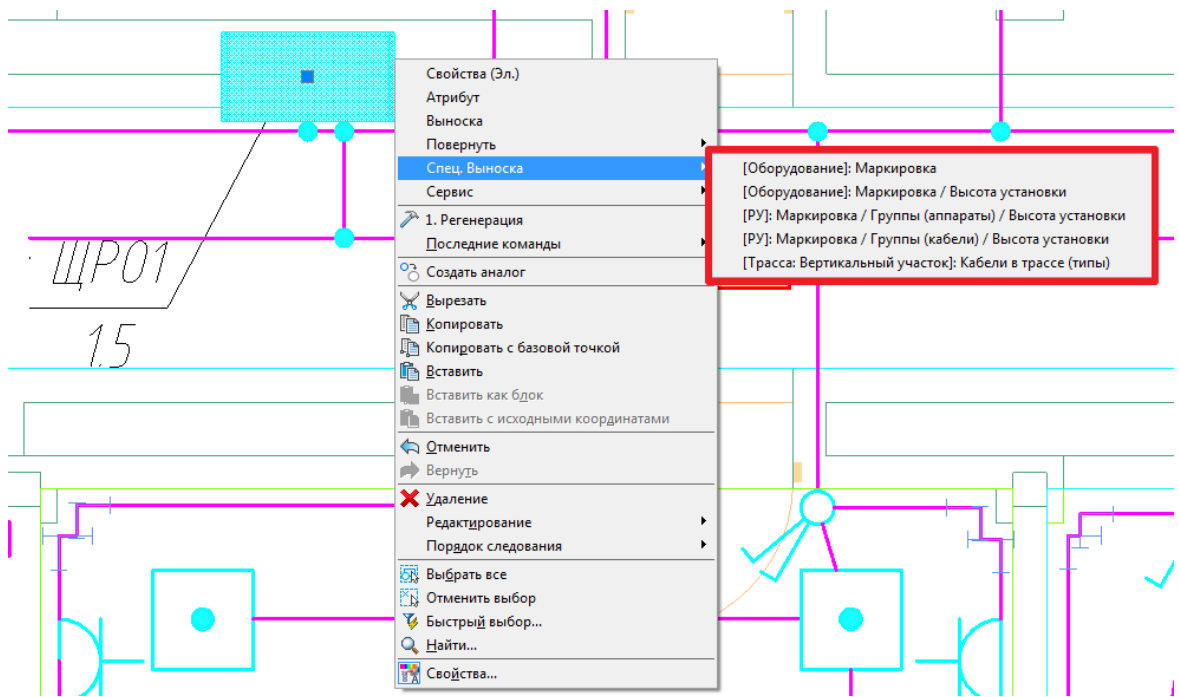 Свойства (Эл.)
Атрибут
Выноска
Повернуть
Спец. Выноска
Сервис
1. Регенерация
Последние команды
Создать аналог
Вырезать
Копировать
Копировать с базовой точкой
Вставить
Вставить как блок
Вставить с исходными координатами
Отменить
Вернуть
Удаление
Редактирование
Порядок следования
Выбрать все
Отменить выбор
Быстрый выбор...
Найти...
Свойства...
[Оборудование]: Маркировка
[Оборудование]: Маркировка / Высота установки
[РУ]: Маркировка / Группы (аппараты) / Высота установки
[РУ]: Маркировка / Группы (кабели) / Высота установки
[Трасса: Вертикальный участок]: Кабели в трассе (типы)
ЩР01
1.5